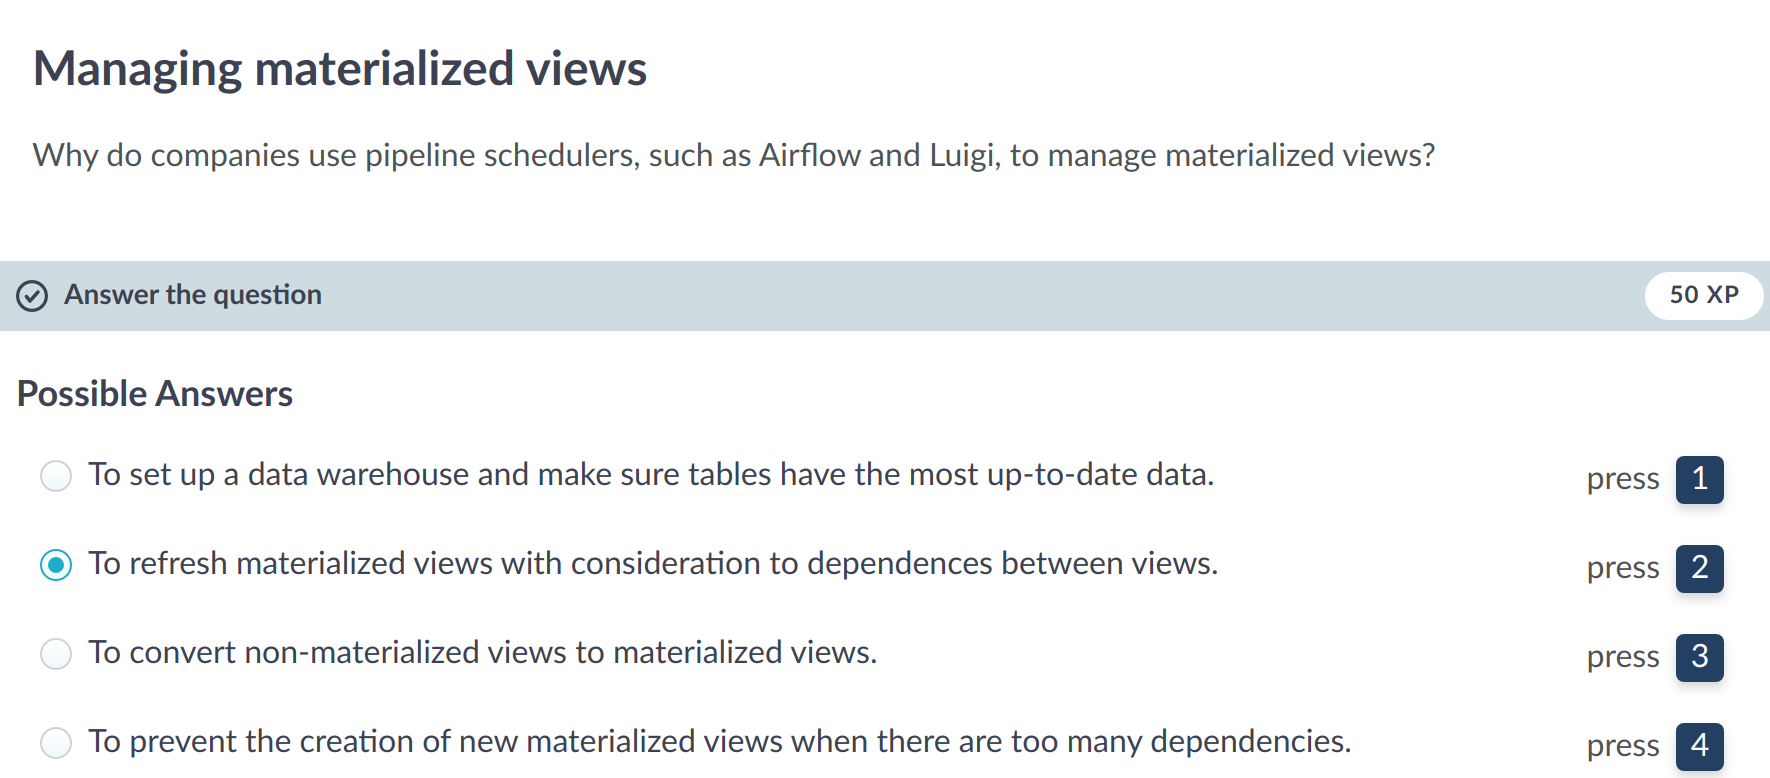 Managing materialized views
Why do companies use pipeline schedulers, such as Airflow and Luigi, to manage materialized views?
Answer the question
50 XP
Possible Answers
To set up a data warehouse and make sure tables have the most up-to-date data.
press 1
To refresh materialized views with consideration to dependences between views.
press 2
To convert non-materialized views to materialized views.
press 3
To prevent the creation of new materialized views when there are too many dependencies.
press 4